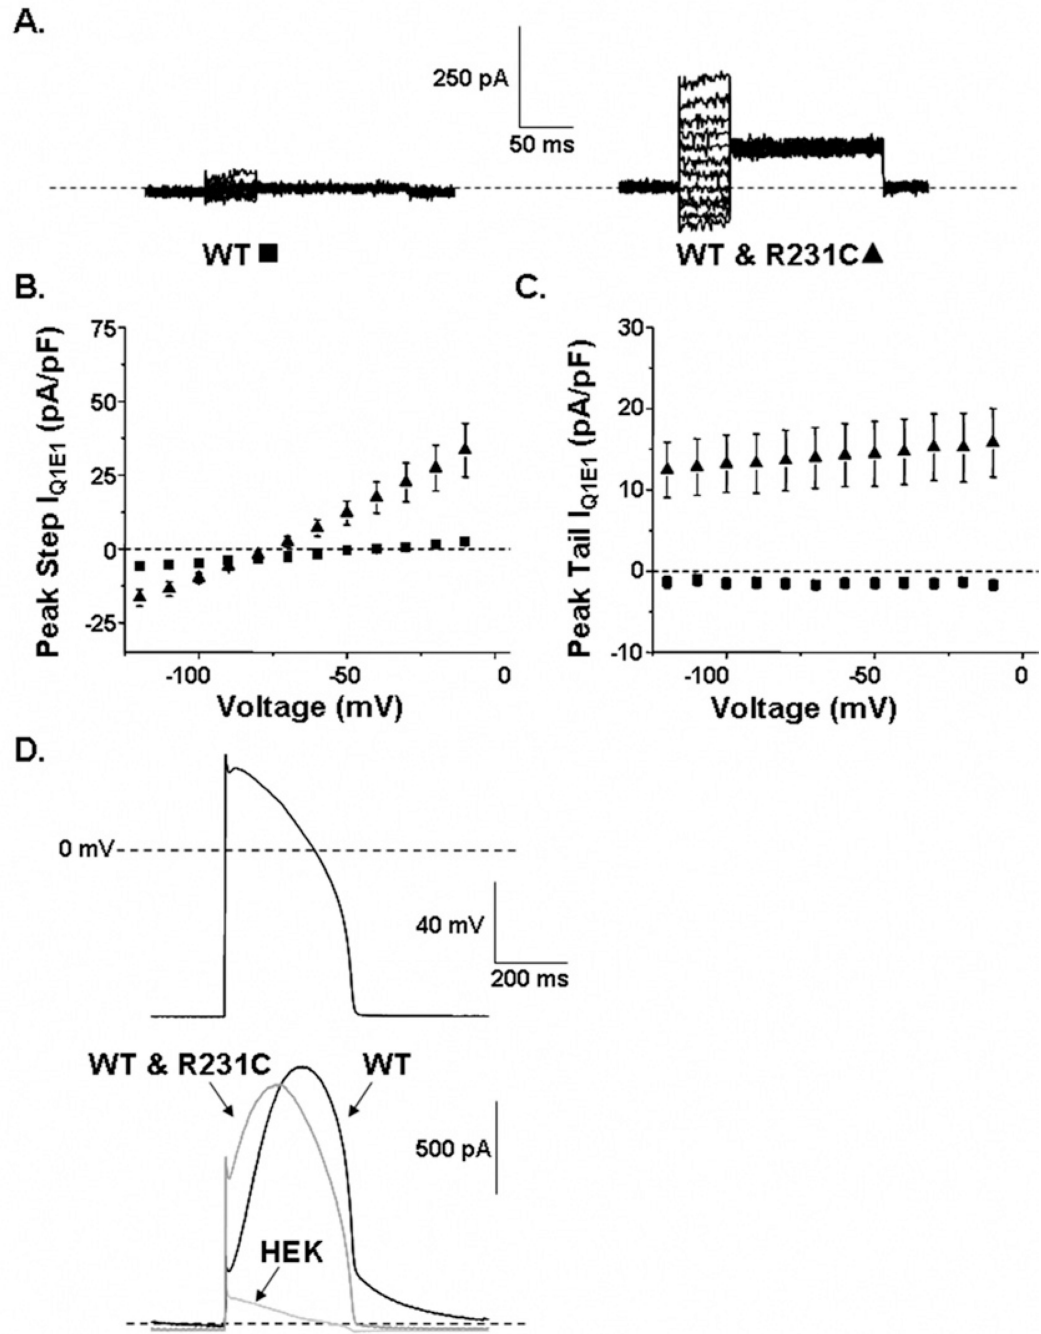 A.
250 pA
50 ms
WT ■
WT & R231C▲
B.
C.
Peak Step I_Q1E1 (pA/pF)
75
50
25
0
-25
-100
-50
0
Voltage (mV)
Peak Tail I_Q1E1 (pA/pF)
30
20
10
0
-10
-100
-50
0
Voltage (mV)
D.
0 mV
40 mV
200 ms
WT & R231C
WT
500 pA
HEK